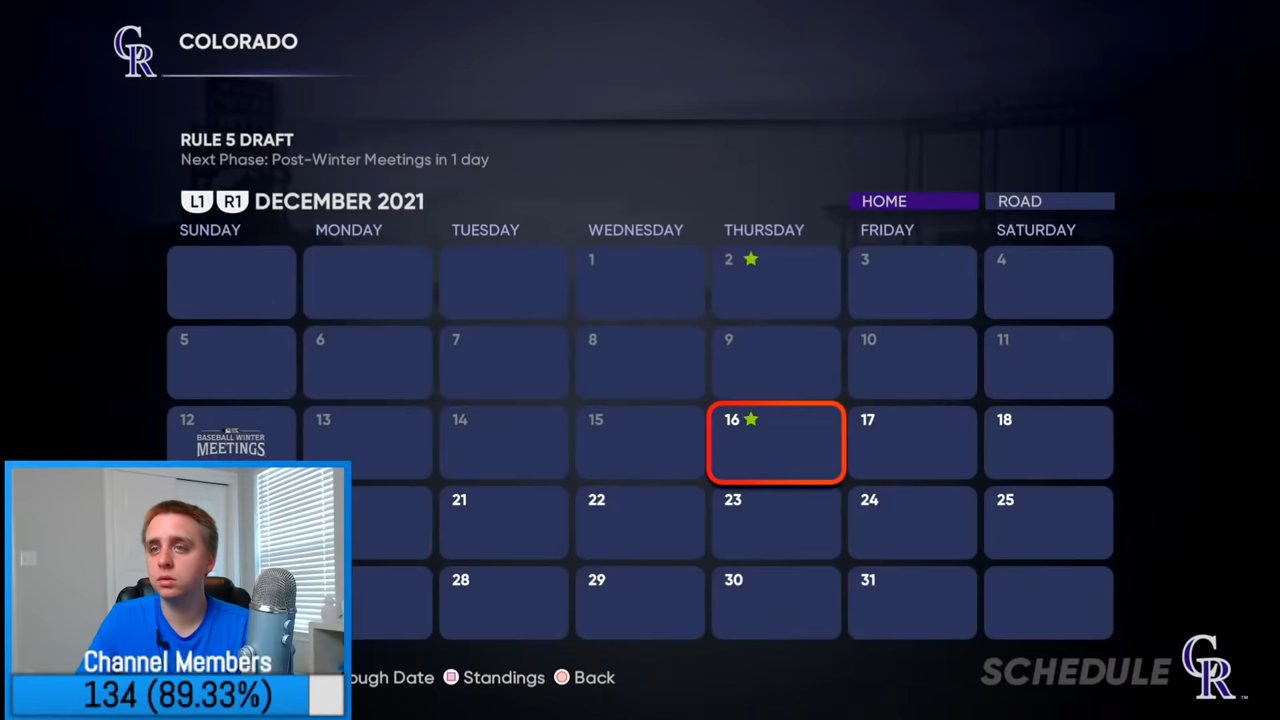 CR COLORADO
RULE 5 DRAFT
Next Phase: Post-Winter Meetings in 1 day
L1 R1 DECEMBER 2021
HOME ROAD
SUNDAY MONDAY TUESDAY WEDNESDAY THURSDAY FRIDAY SATURDAY
1 2 3 4
5 6 7 8 9 10 11
12 13 14 15 16 17 18
BASEBALL WINTER
MEETINGS
21 22 23 24 25
28 29 30 31
Channel Members
134 (89.33%)
ough Date Standings Back
SCHEDULE CR